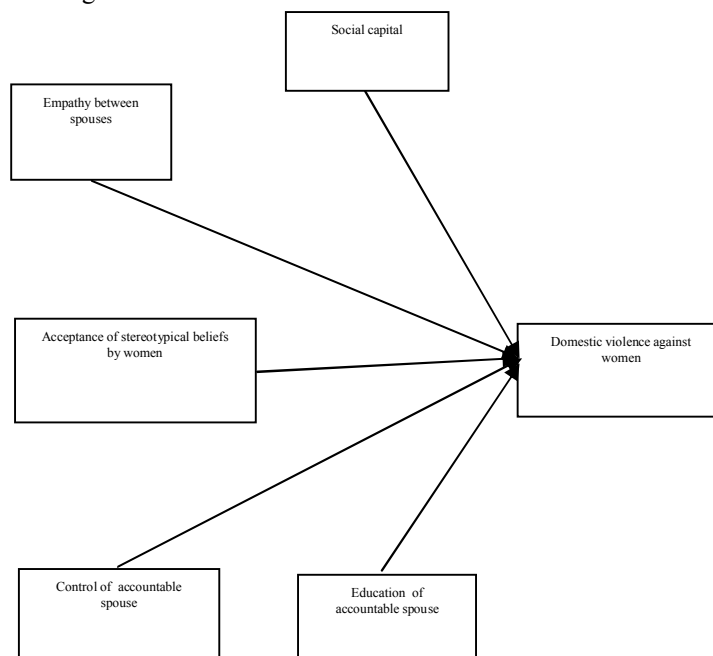 Social capital
Empathy between
spouses
Acceptance of stereotypical beliefs
by women
Domestic violence against
women
Control of accountable
spouse
Education of
accountable spouse